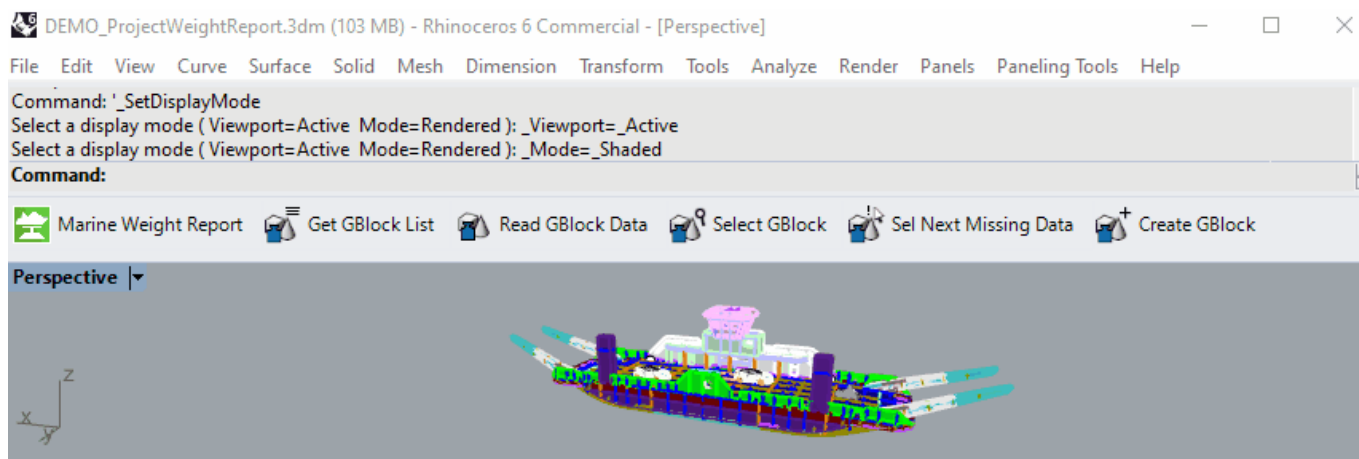 DEMO_ProjectWeightReport.3dm (103 MB) - Rhinoceros 6 Commercial - [Perspective]
File Edit View Curve Surface Solid Mesh Dimension Transform Tools Analyze Render Panels Paneling Tools Help
Command: '_SetDisplayMode
Select a display mode ( Viewport=Active Mode=Rendered ): _Viewport=_Active
Select a display mode ( Viewport=Active Mode=Rendered ): _Mode=_Shaded
Command:
Marine Weight Report Get GBlock List Read GBlock Data Select GBlock Sel Next Missing Data Create GBlock
Perspective
z
x
y